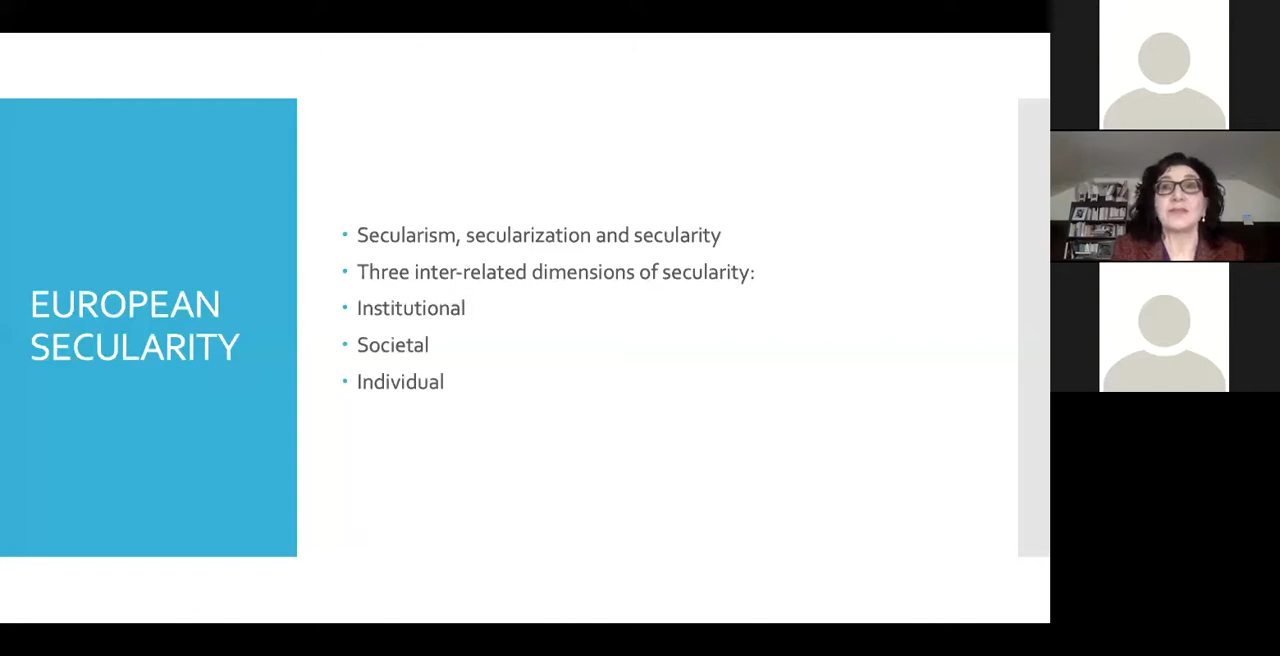 EUROPEAN
SECULARITY
Secularism, secularization and secularity
Three inter-related dimensions of secularity:
Institutional
Societal
Individual